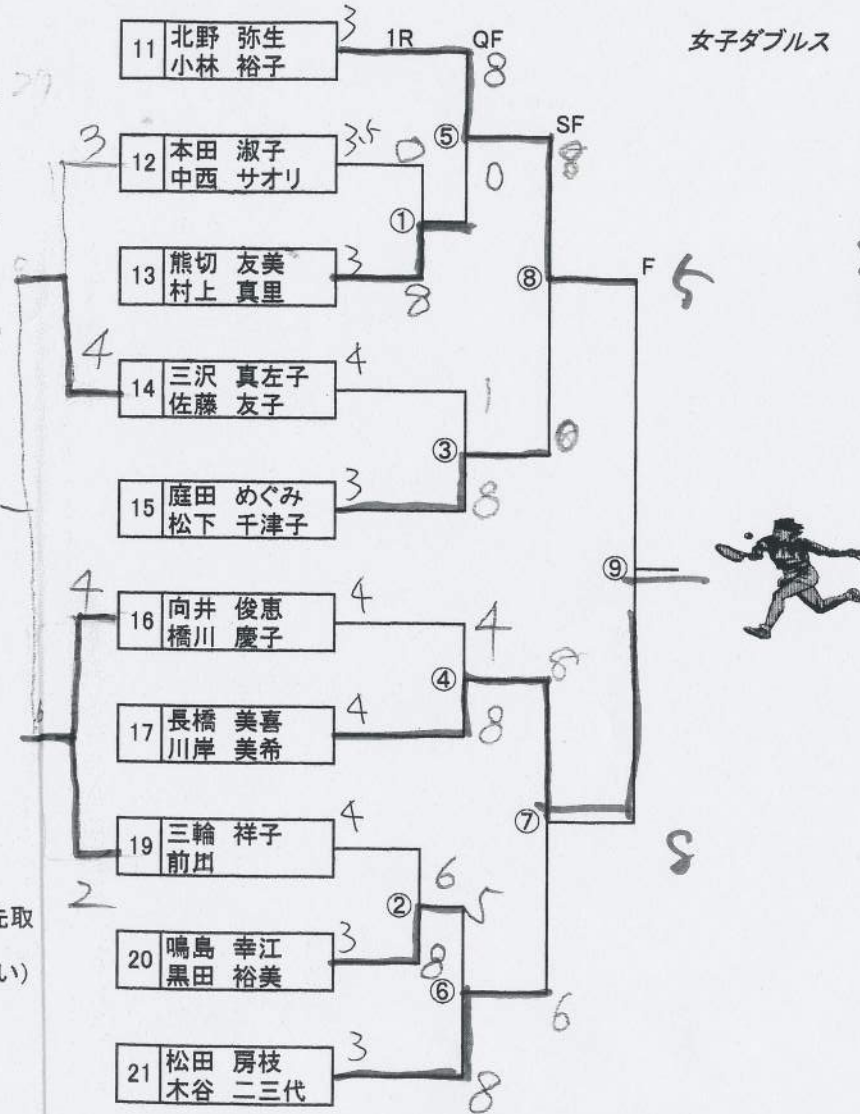 女子ダブルス
1R
QF
SF
F
11 北野 弥生
小林 裕子
3
8
⑤
8
12 本田 淑子
中西 サオリ
3
3.5
0
0
①
13 熊切 友美
村上 真里
3
8
⑧
5
14 三沢 真左子
佐藤 友子
4
4
1
③
0
15 庭田 めぐみ
松下 千津子
3
8
⑨
16 向井 俊恵
橋川 慶子
4
4
4
④
8
17 長橋 美喜
川岸 美希
4
8
⑦
8
19 三輪 祥子
前田
4
2
6
②
5
20 鳴島 幸江
黒田 裕美
3
8
⑥
6
21 松田 房枝
木谷 二三代
3
8
先取
い)